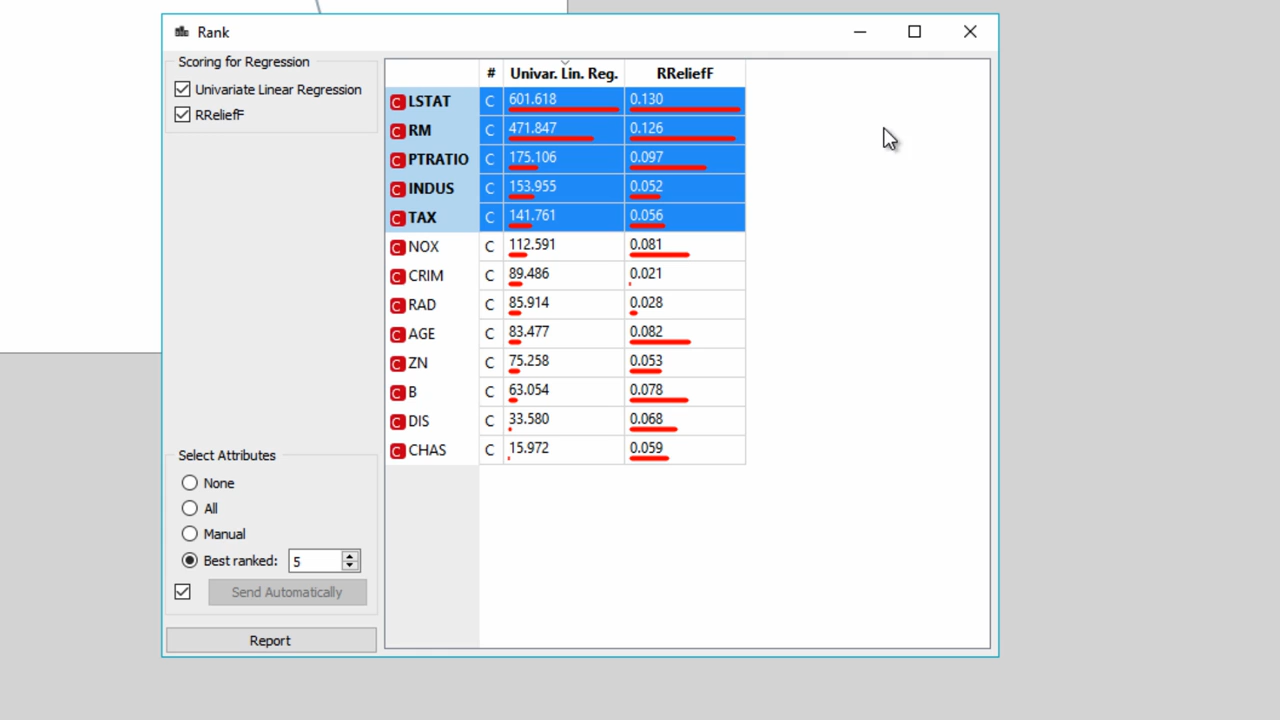 Rank
Scoring for Regression
Univariate Linear Regression
RReliefF
# Univar. Lin. Reg. RReliefF
C LSTAT C 601.618 0.130
C RM C 471.847 0.126
C PTRATIO C 175.106 0.097
C INDUS C 153.955 0.052
C TAX C 141.761 0.056
C NOX C 112.591 0.081
C CRIM C 89.486 0.021
C RAD C 85.914 0.028
C AGE C 83.477 0.082
C ZN C 75.258 0.053
C B C 63.054 0.078
C DIS C 33.580 0.068
C CHAS C 15.972 0.059
Select Attributes
None
All
Manual
Best ranked: 5
Send Automatically
Report